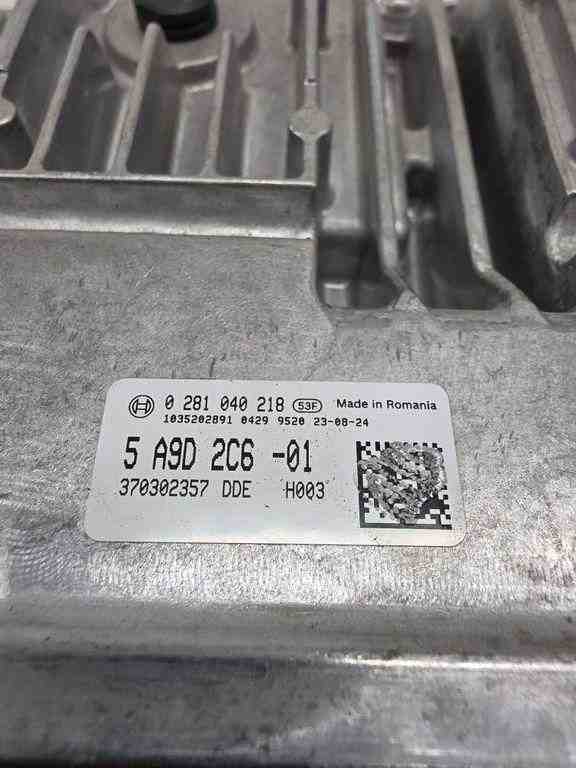 0 281 040 218 53F Made in Romania
1035202891 0429 9520 23-08-24
5 A9D 2C6 -01
370302357 DDE H003